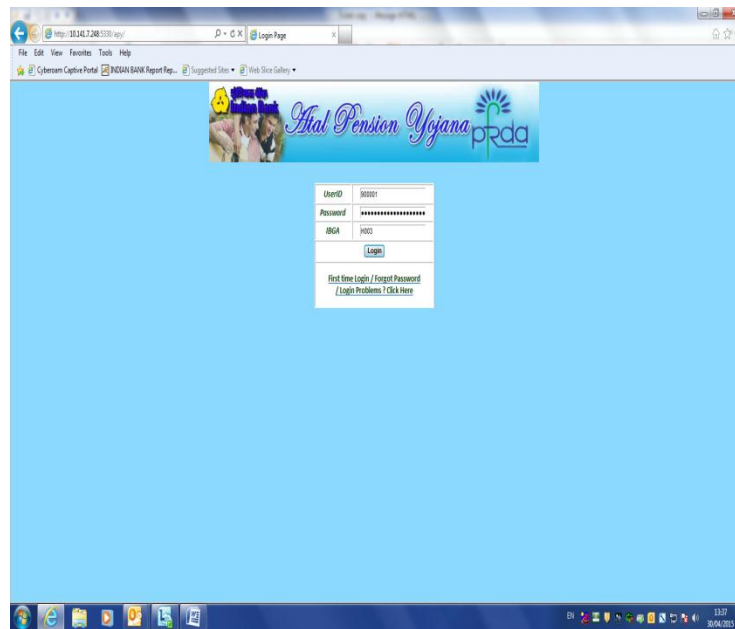 http://10.141.7.248:5330/apy/
Login Page
File Edit View Favorites Tools Help
Cyberoam Captive Portal INDIAN BANK Report Rep... Suggested Sites Web Slice Gallery
Indian Bank
Atal Pension Yojana
pfrda
UserID 900001
Password
IBGA H003
Login
First time Login / Forgot Password
/ Login Problems ? Click Here
EN
13:37
30/04/2015